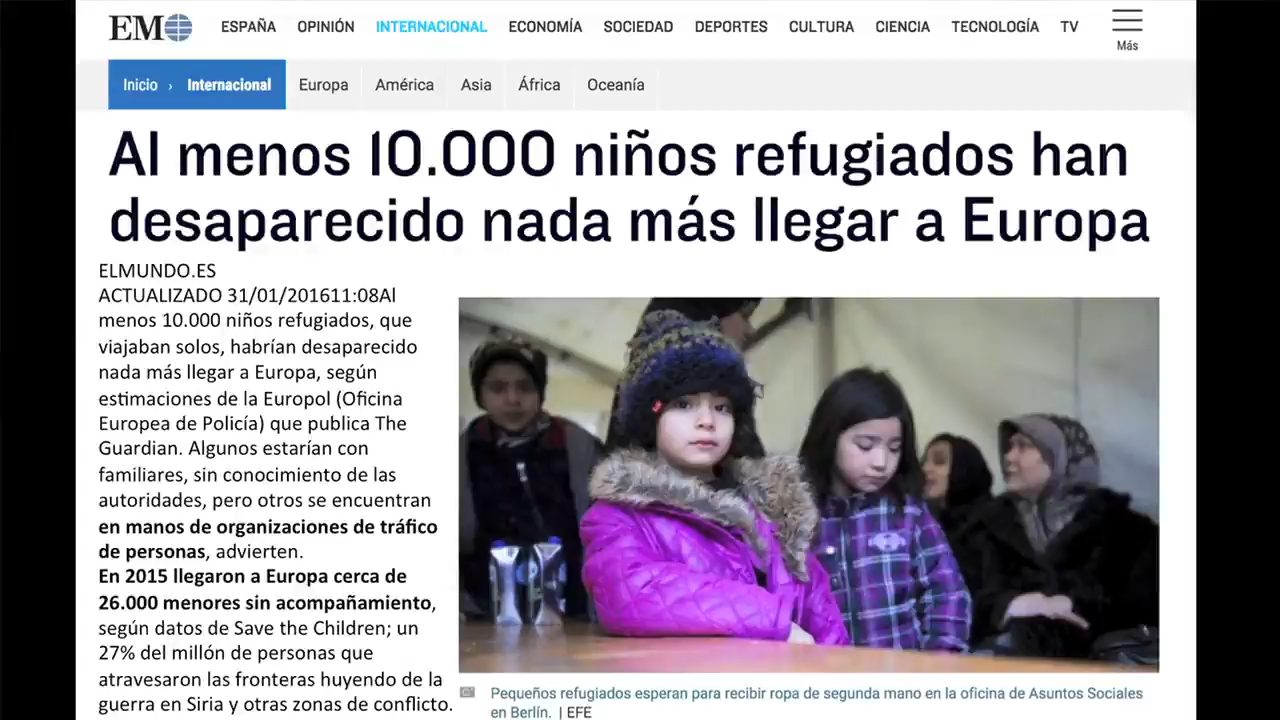 EM
ESPAÑA OPINIÓN INTERNACIONAL ECONOMÍA SOCIEDAD DEPORTES CULTURA CIENCIA TECNOLOGÍA TV
Más
Inicio › Internacional Europa América Asia África Oceanía
Al menos 10.000 niños refugiados han
desaparecido nada más llegar a Europa
ELMUNDO.ES
ACTUALIZADO 31/01/201611:08Al
menos 10.000 niños refugiados, que
viajaban solos, habrían desaparecido
nada más llegar a Europa, según
estimaciones de la Europol (Oficina
Europea de Policía) que publica The
Guardian. Algunos estarían con
familiares, sin conocimiento de las
autoridades, pero otros se encuentran
en manos de organizaciones de tráfico
de personas, advierten.
En 2015 llegaron a Europa cerca de
26.000 menores sin acompañamiento,
según datos de Save the Children; un
27% del millón de personas que
atravesaron las fronteras huyendo de la
guerra en Siria y otras zonas de conflicto.
Pequeños refugiados esperan para recibir ropa de segunda mano en la oficina de Asuntos Sociales
en Berlín. | EFE